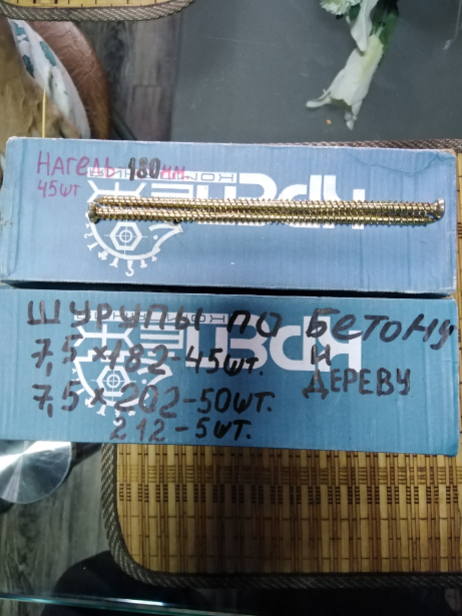 НАГЕЛЬ 180 мм.
45шт
ШУРУПЫ ПО БЕТОНУ
7,5×182-45шт. И
ДЕРЕВУ
7,5×202-50шт.
212-5шт.